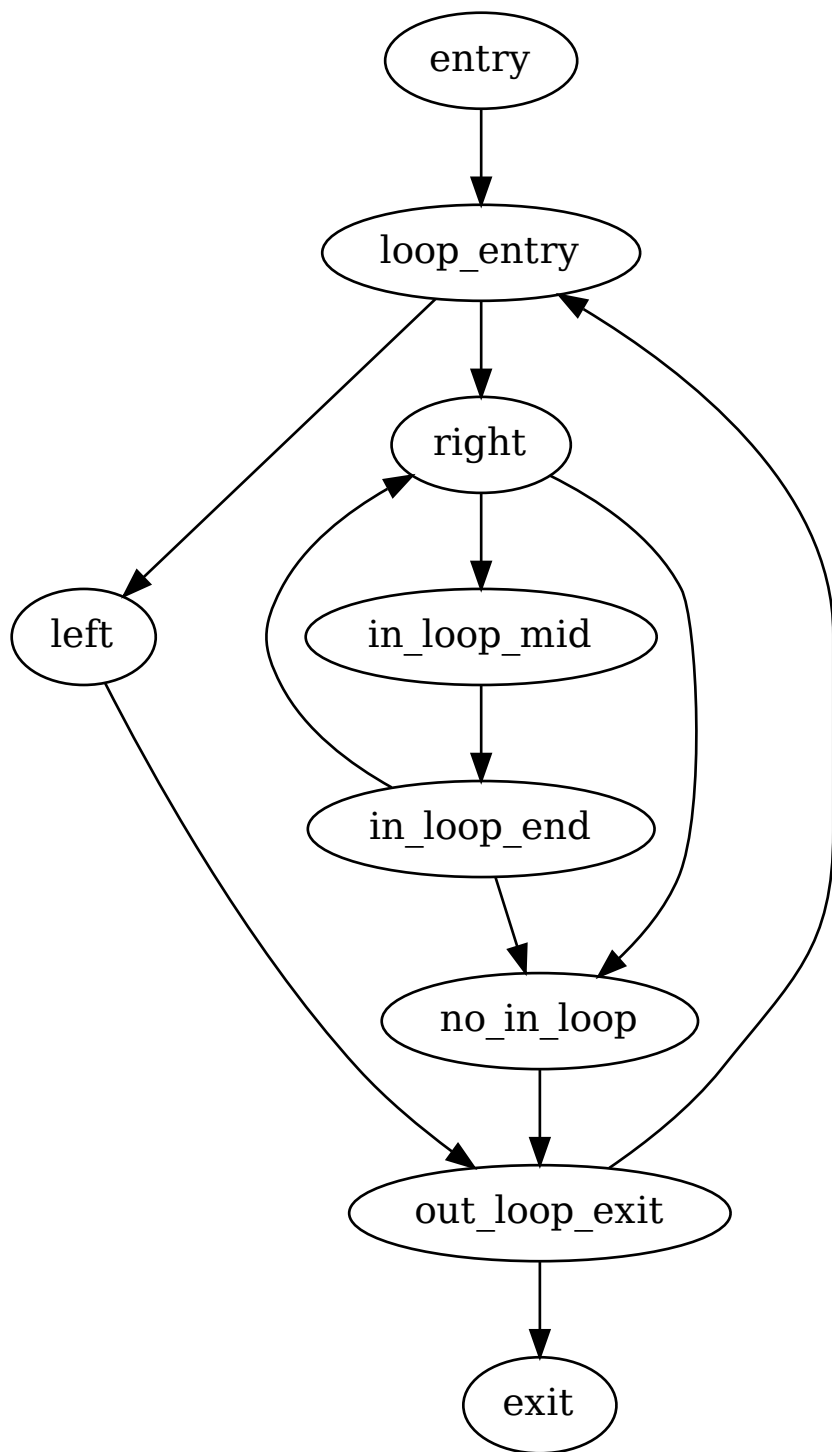 entry
loop_entry
right
left
in_loop_mid
in_loop_end
no_in_loop
out_loop_exit
exit